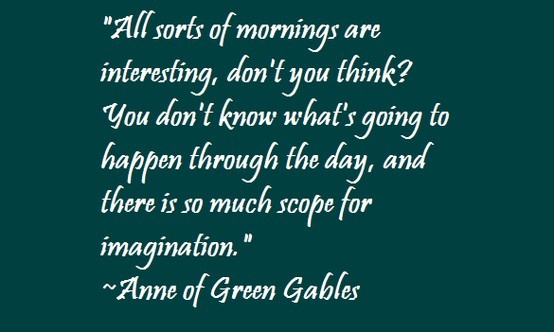 "All sorts of mornings are
interesting, don't you think?
You don't know what's going to
happen through the day, and
there is so much scope for
imagination."
~Anne of Green Gables